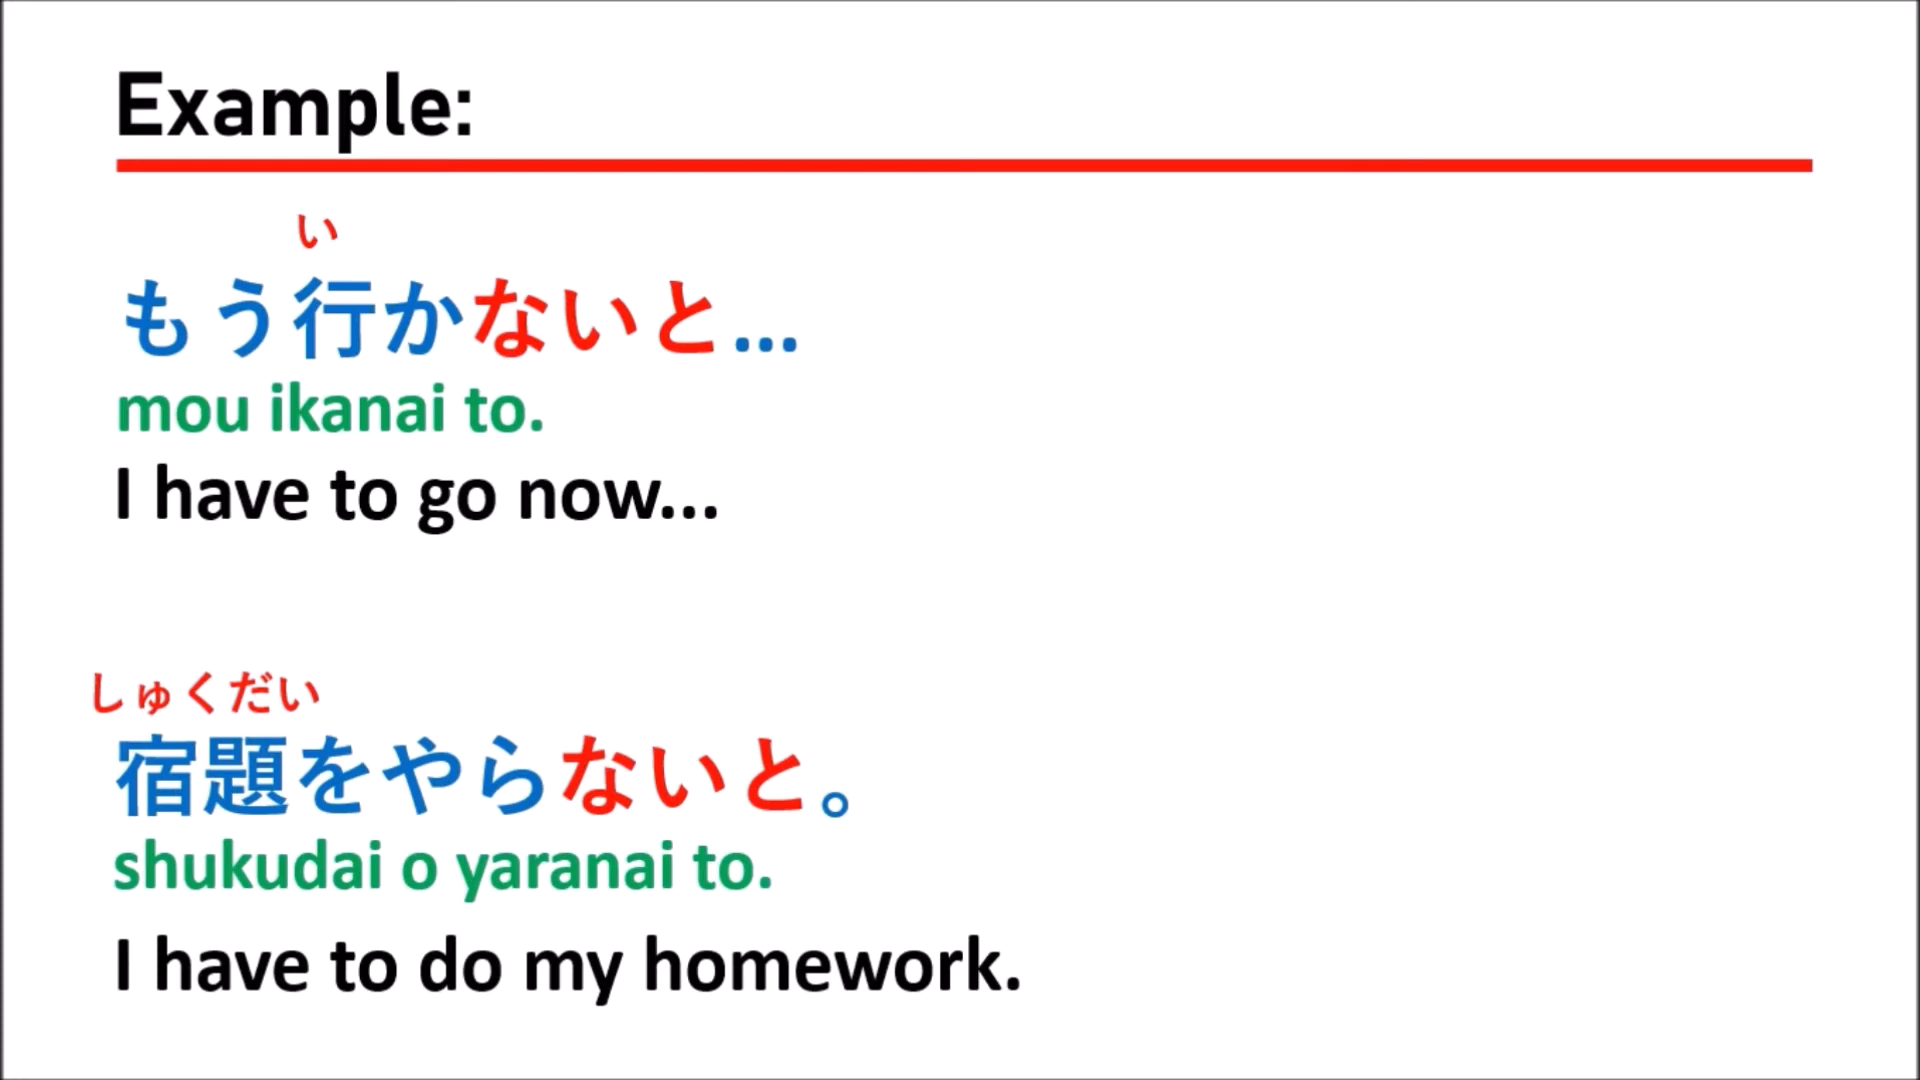 Example:
い
もう行かないと...
mou ikanai to.
I have to go now...
しゅくだい
宿題をやらないと。
shukudai o yaranai to.
I have to do my homework.